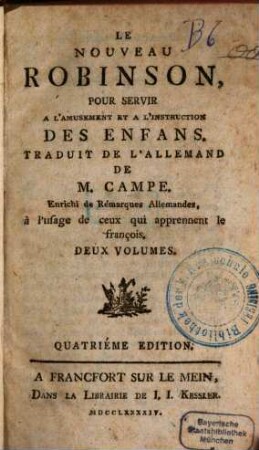 B6
LE
NOUVEAU
ROBINSON,
POUR SERVIR
A L'AMUSEMENT ET A L'INSTRUCTION
DES ENFANS.
TRADUIT DE L'ALLEMAND
DE
M. CAMPE.
Enrichi de Rémarques Allemandes,
à l'usage de ceux qui apprennent le
françois.
DEUX VOLUMES.
QUATRIÉME EDITION.
A FRANCFORT SUR LE MEIN,
DANS LA LIBRAIRIE DE I. I. KESSLER.
Bayerische
Staatsbibliothek
München